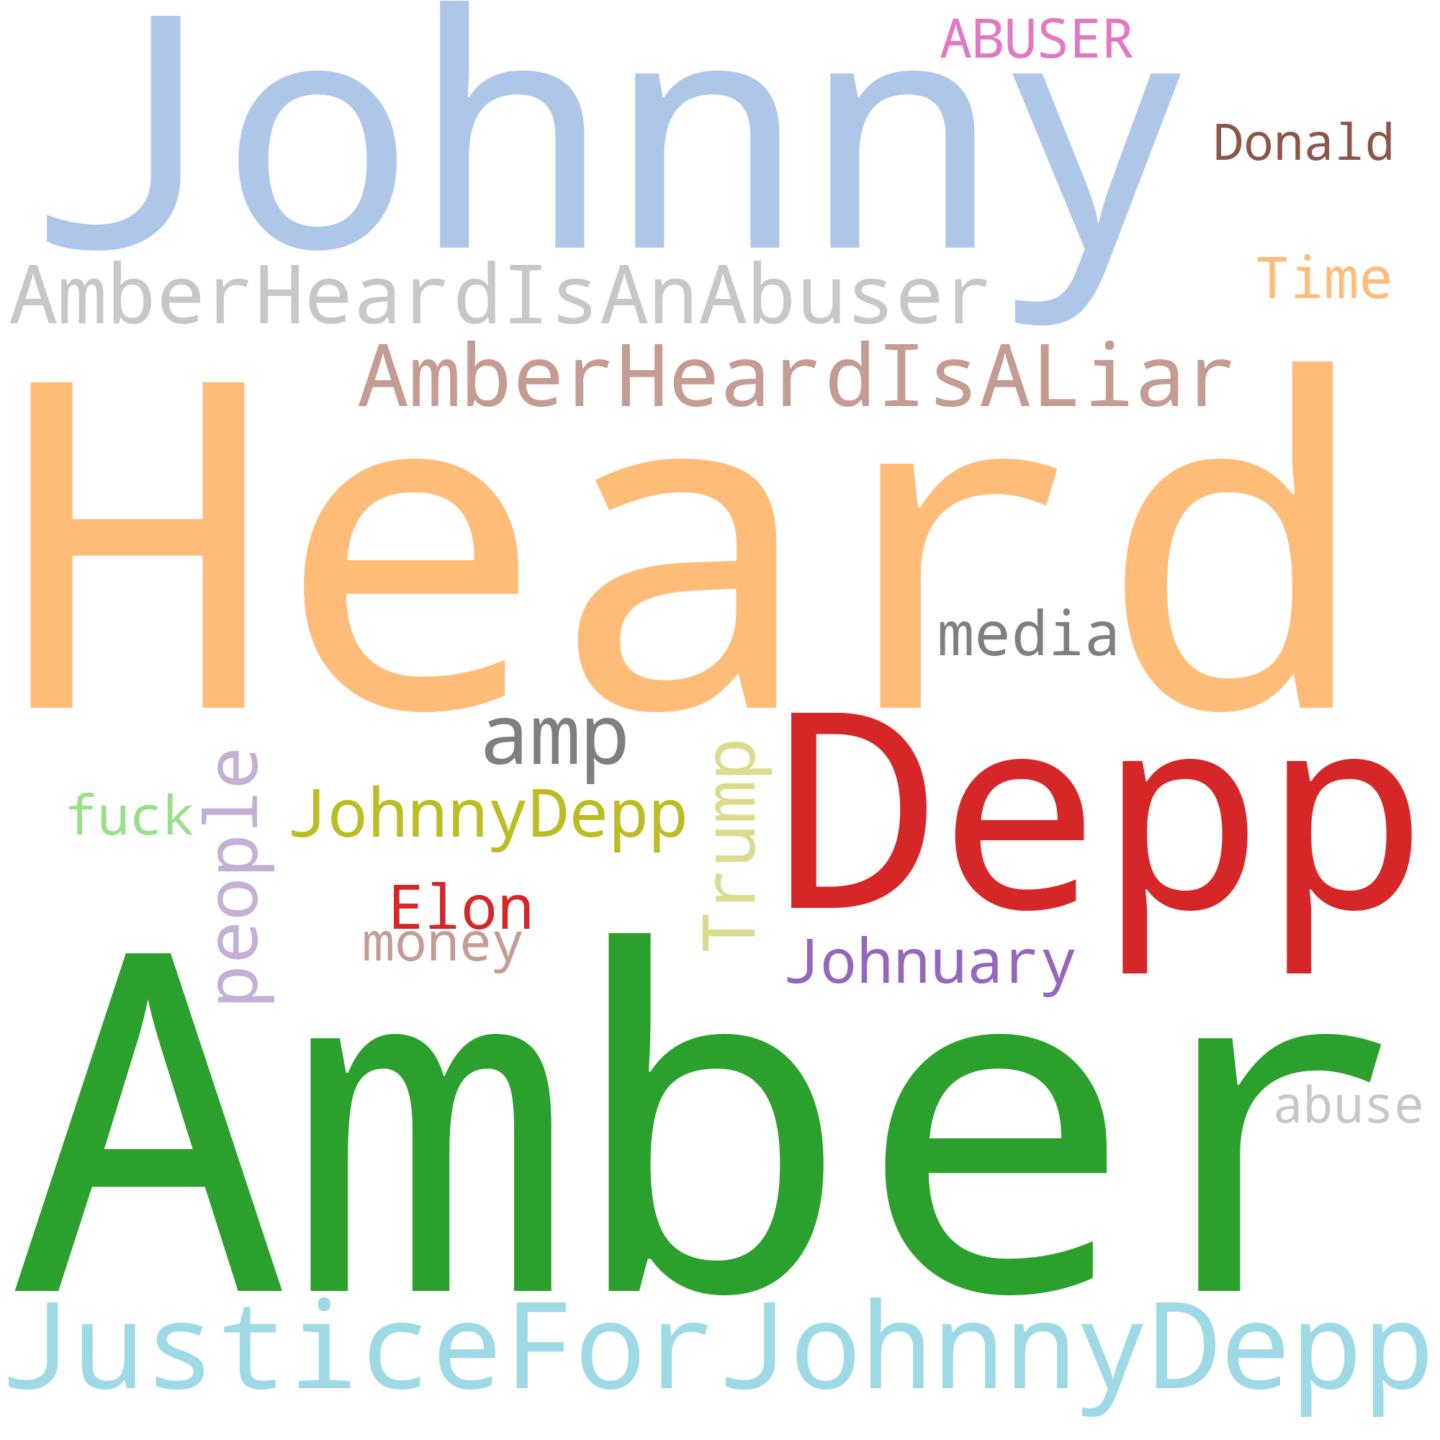 Johnny
ABUSER
Donald
AmberHeardIsAnAbuser
Time
AmberHeardIsALiar
Heard
media
amp
Depp
people
fuck
JohnnyDepp
Trump
Elon
money
Johnuary
Amber
abuse
JusticeForJohnnyDepp